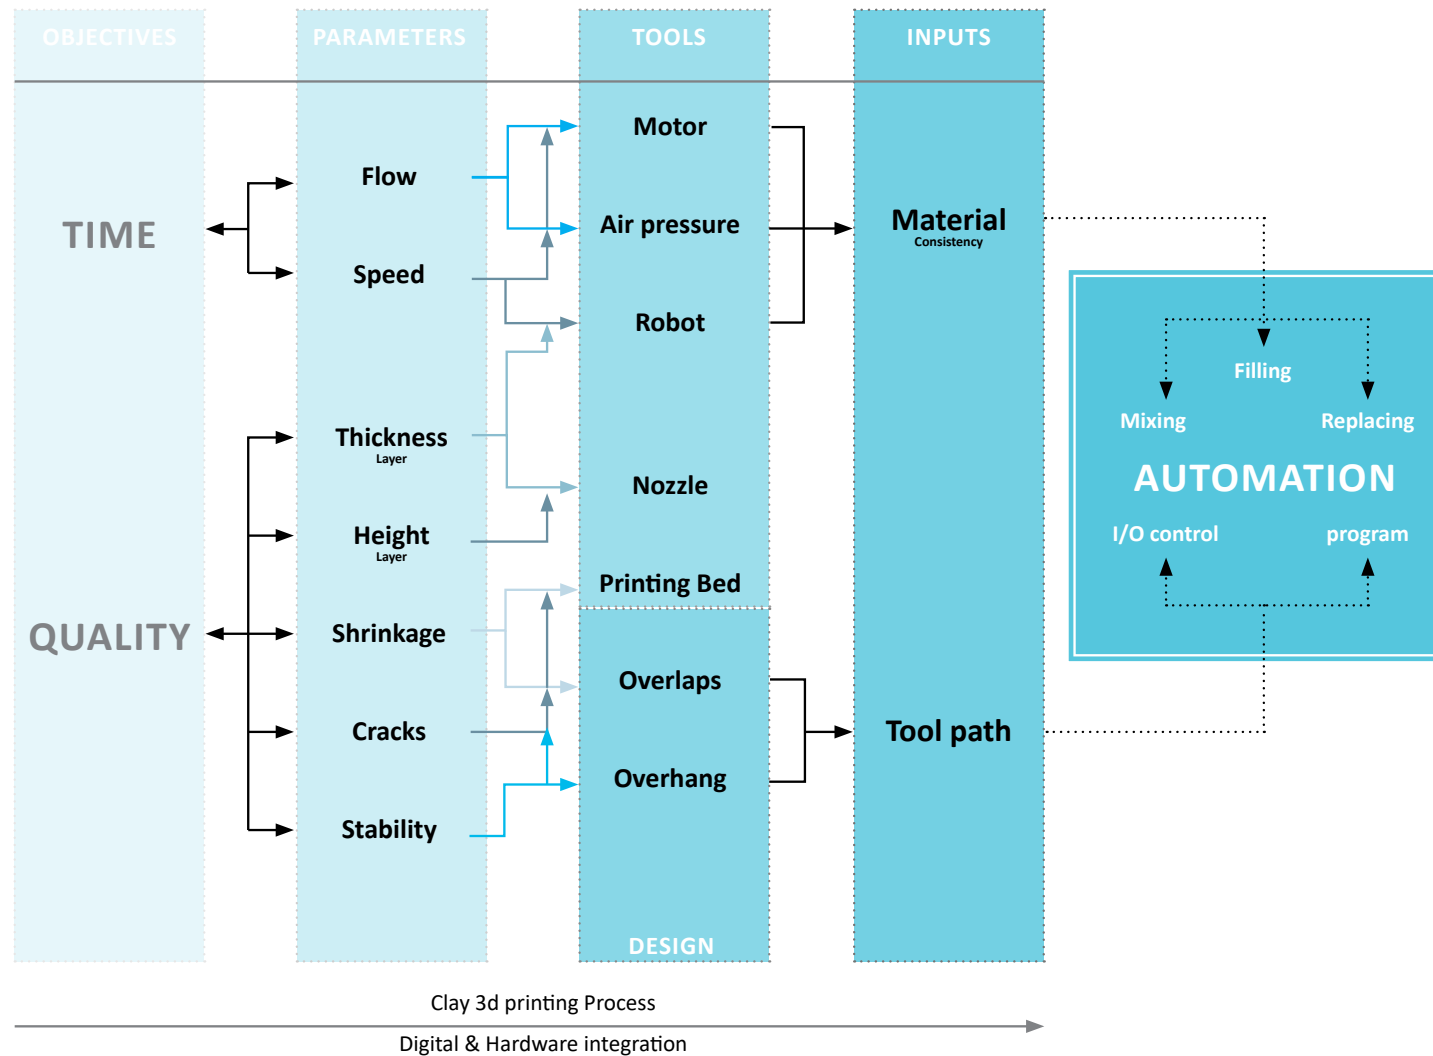 OBJECTIVES
PARAMETERS
TOOLS
INPUTS
TIME
QUALITY
Flow
Speed
Thickness
Layer
Height
Layer
Shrinkage
Cracks
Stability
Motor
Air pressure
Robot
Nozzle
Printing Bed
Overlaps
Overhang
DESIGN
Material
Consistency
Tool path
Filling
Mixing
Replacing
AUTOMATION
I/O control
program
Clay 3d printing Process
Digital & Hardware integration